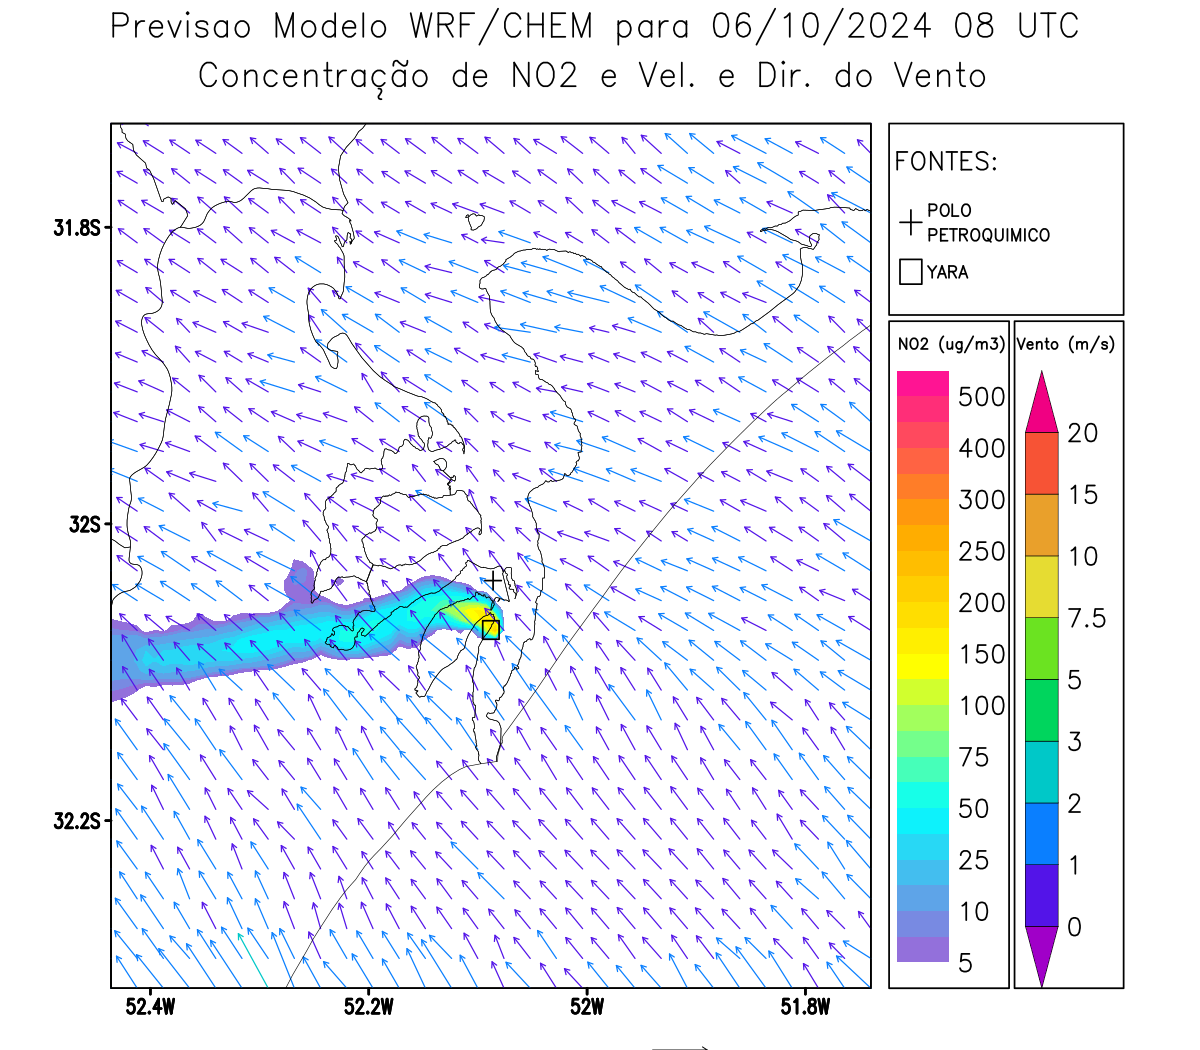 Previsao Modelo WRF/CHEM para 06/10/2024 08 UTC
Concentração de NO2 e Vel. e Dir. do Vento
FONTES:
POLO
PETROQUIMICO
YARA
31.8S
32S
32.2S
52.4W
52.2W
52W
51.8W
NO2 (ug/m3)
500
400
300
250
200
150
100
75
50
25
10
5
Vento (m/s)
20
15
10
7.5
5
3
2
1
0